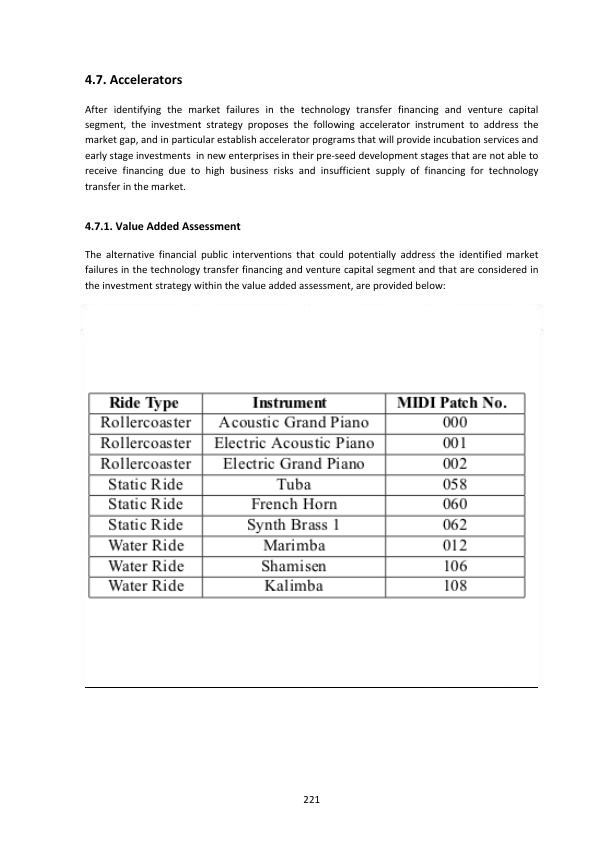 4.7. Accelerators
After identifying the market failures in the technology transfer financing and venture capital
segment, the investment strategy proposes the following accelerator instrument to address the
market gap, and in particular establish accelerator programs that will provide incubation services and
early stage investments in new enterprises in their pre-seed development stages that are not able to
receive financing due to high business risks and insufficient supply of financing for technology
transfer in the market.
4.7.1. Value Added Assessment
The alternative financial public interventions that could potentially address the identified market
failures in the technology transfer financing and venture capital segment and that are considered in
the investment strategy within the value added assessment, are provided below:
Ride Type Instrument MIDI Patch No.
Rollercoaster Acoustic Grand Piano 000
Rollercoaster Electric Acoustic Piano 001
Rollercoaster Electric Grand Piano 002
Static Ride Tuba 058
Static Ride French Horn 060
Static Ride Synth Brass 1 062
Water Ride Marimba 012
Water Ride Shamisen 106
Water Ride Kalimba 108
221